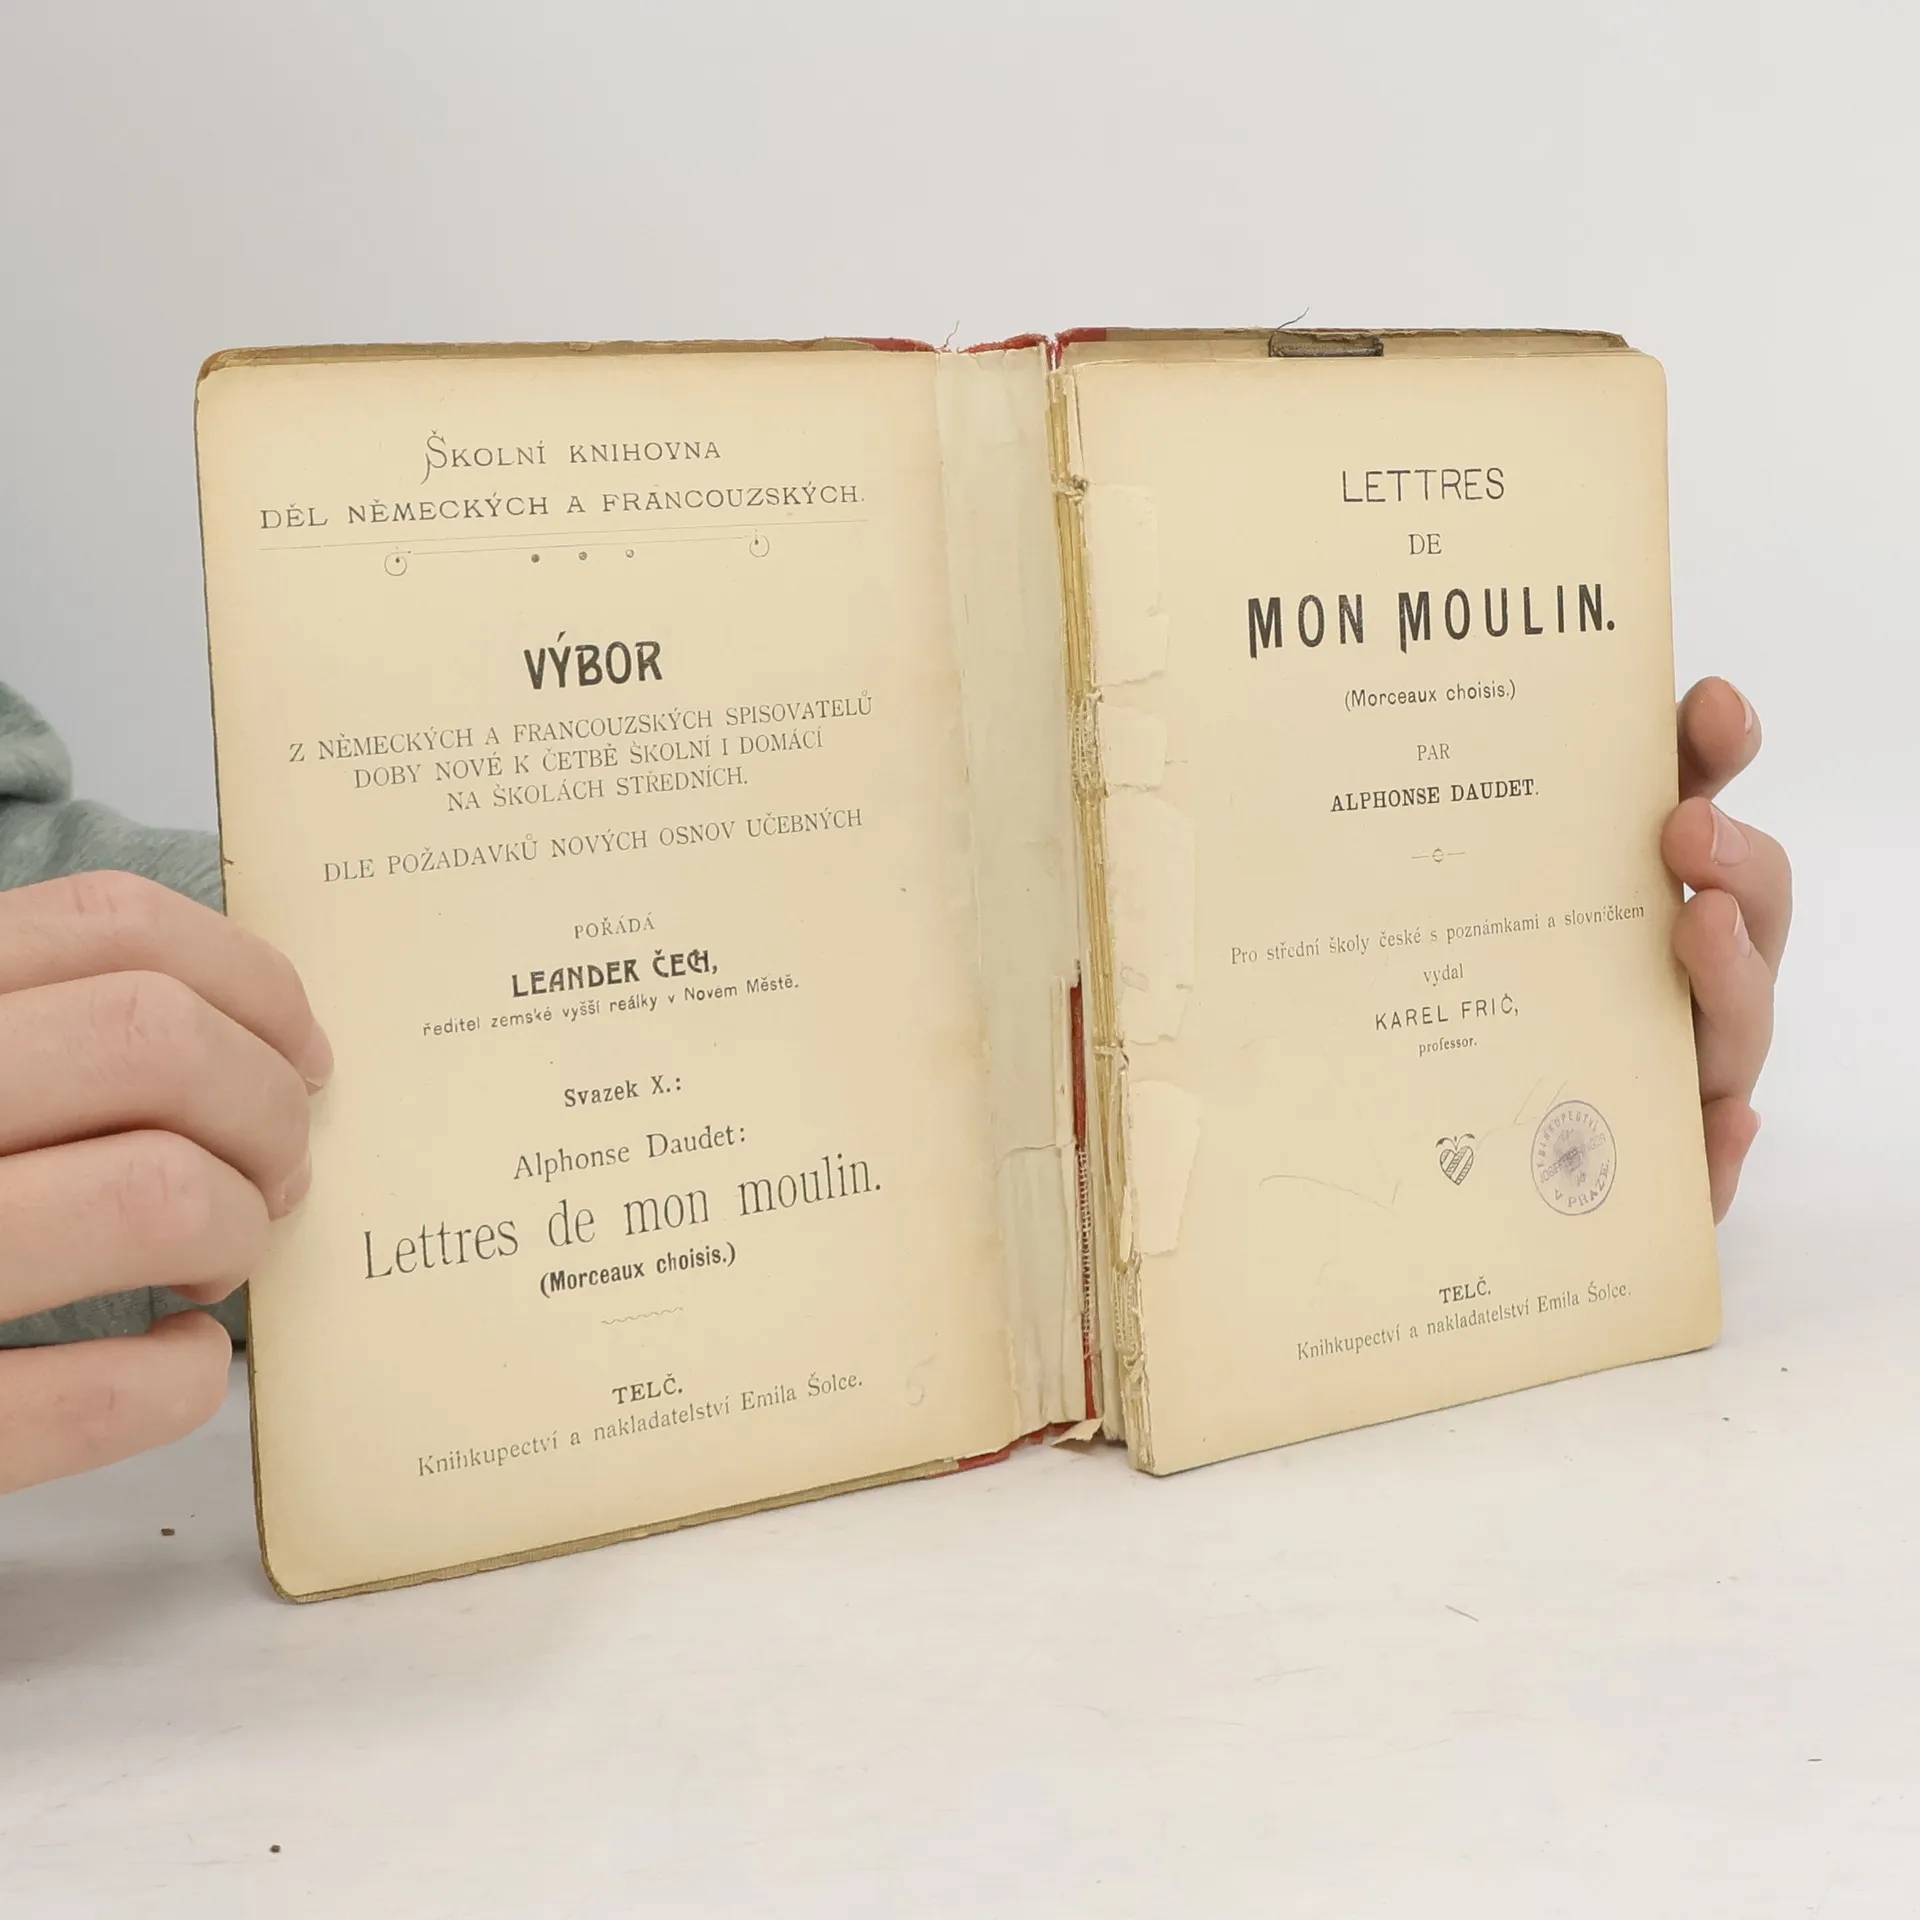 Školní knihovna
děl německých a francouzských.
VÝBOR
Z NĚMECKÝCH A FRANCOUZSKÝCH SPISOVATELŮ
DOBY NOVÉ K ČETBĚ ŠKOLNÍ I DOMÁCÍ
NA ŠKOLÁCH STŘEDNÍCH.
DLE POŽADAVKŮ NOVÝCH OSNOV UČEBNÝCH
POŘÁDÁ
LEANDER ČECH,
ředitel zemské vyšší reálky v Novem Městě.
Svazek X.:
Alphonse Daudet:
Lettres de mon moulin.
(Morceaux choisis.)
TELČ.
Knihkupectví a nakladatelství Emila Šolce.
LETTRES
DE
MON MOULIN.
(Morceaux choisis.)
PAR
ALPHONSE DAUDET.
Pro střední školy české s poznámkami a slovníčkem
vydal
KAREL FRIČ,
professor.
KNIHKUPECTVÍ
V PRAZE.
TELČ.
Knihkupectví a nakladatelství Emila Šolce.